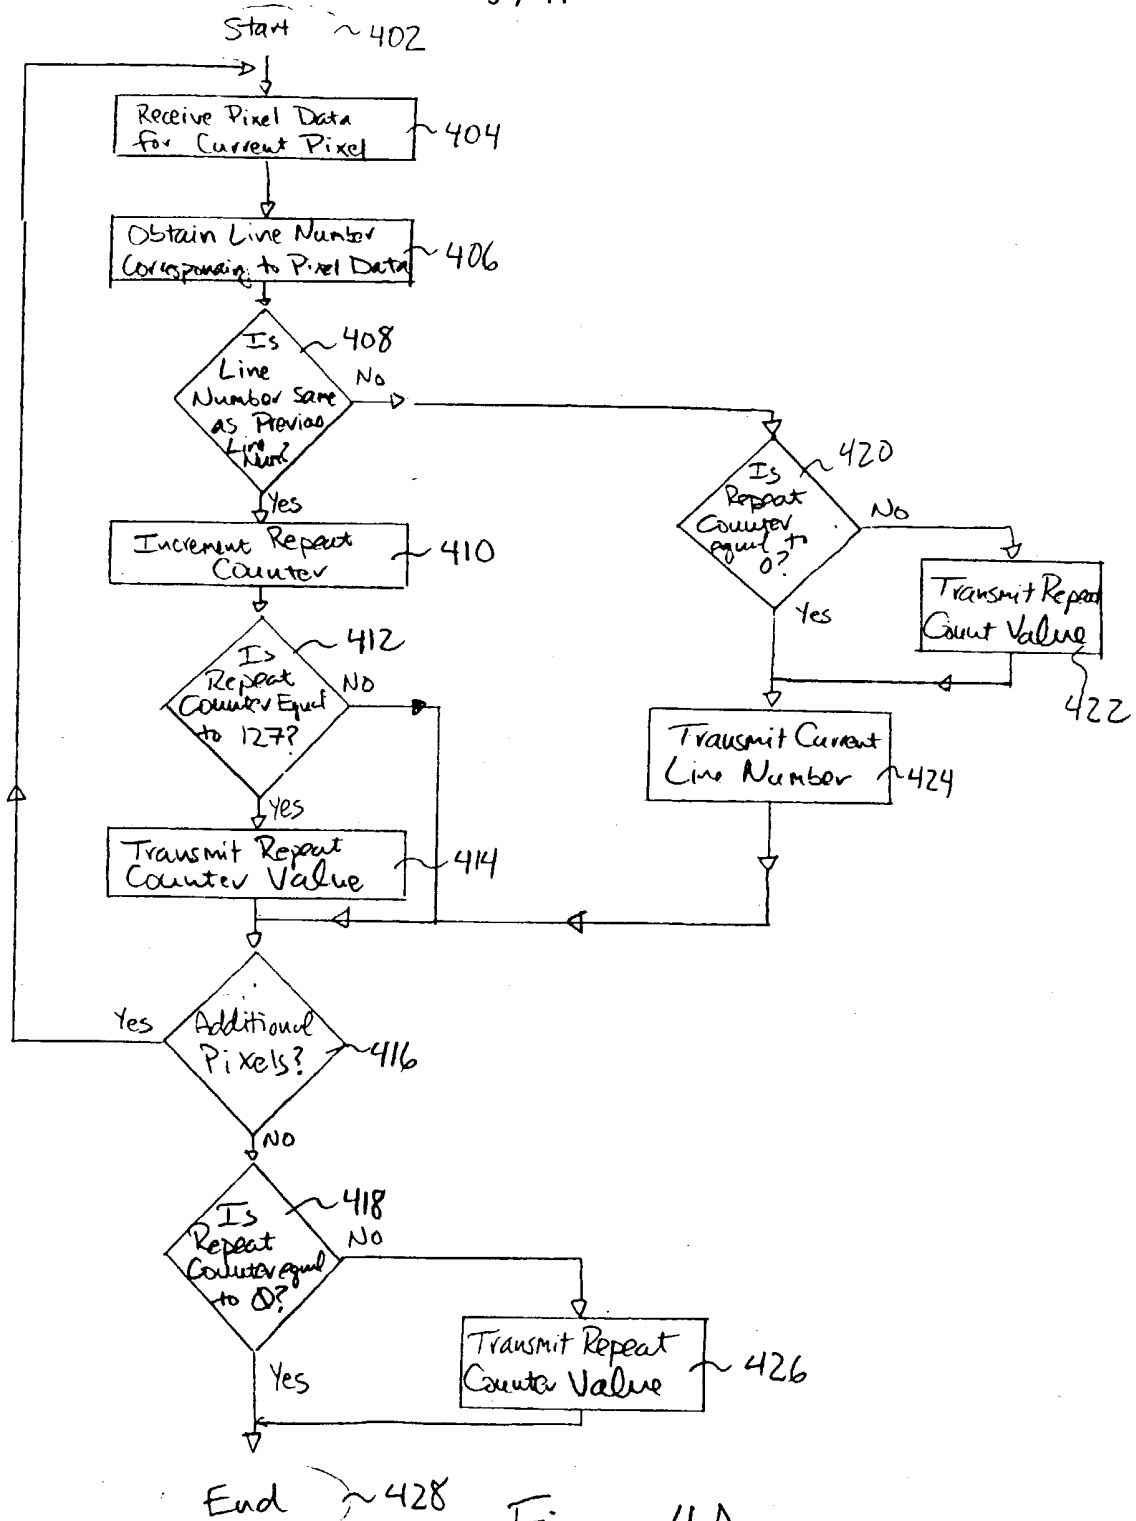 Start
402
Receive Pixel Data
for Current Pixel
404
Obtain Line Number
Corresponding to Pixel Data
406
Is
Line
Number Same
as Previous
Line
Num?
408
No
Yes
Increment Repeat
Counter
410
Is
Repeat
Counter Equal
to 127?
412
No
Yes
Transmit Repeat
Counter Value
414
Is
Repeat
Counter
equal to
0?
420
No
Yes
Transmit Repeat
Count Value
422
Transmit Current
Line Number
424
Additional
Pixels?
416
Yes
No
Is
Repeat
Counter equal
to 0?
418
No
Yes
Transmit Repeat
Counter Value
426
End
428